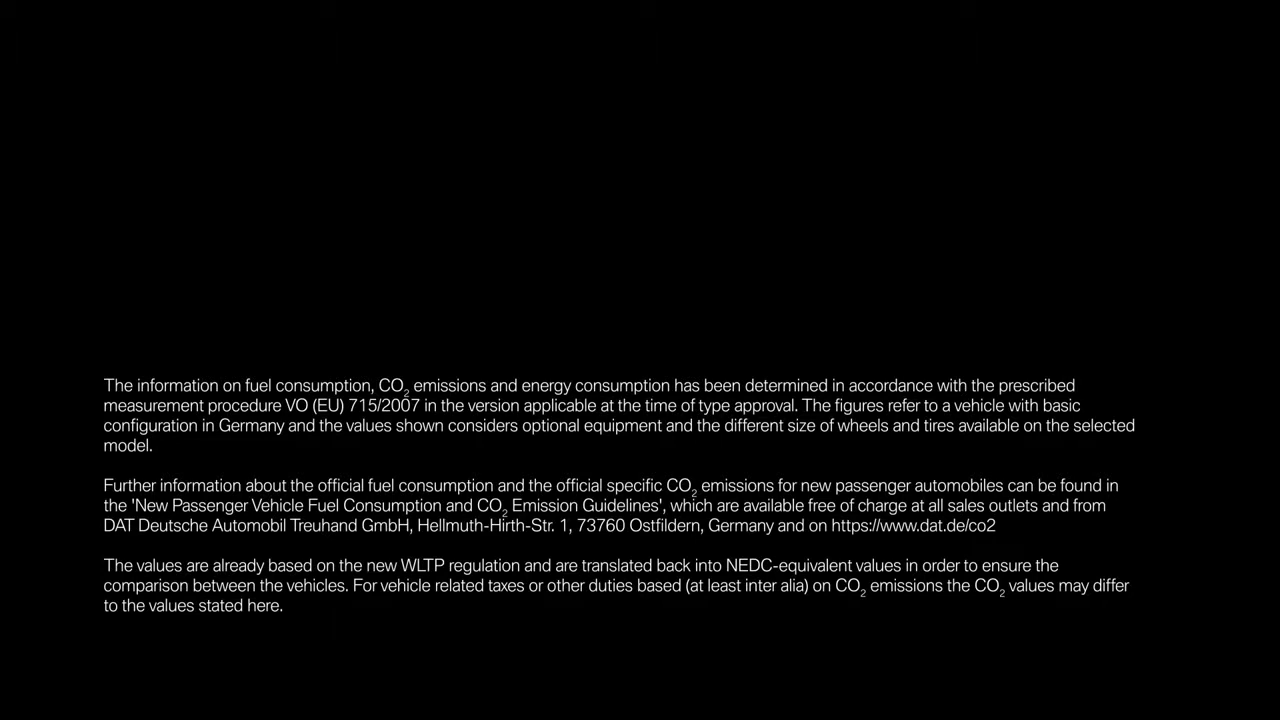 The information on fuel consumption, CO2 emissions and energy consumption has been determined in accordance with the prescribed
measurement procedure VO (EU) 715/2007 in the version applicable at the time of type approval. The figures refer to a vehicle with basic
configuration in Germany and the values shown considers optional equipment and the different size of wheels and tires available on the selected
model.
Further information about the official fuel consumption and the official specific CO2 emissions for new passenger automobiles can be found in
the 'New Passenger Vehicle Fuel Consumption and CO2 Emission Guidelines', which are available free of charge at all sales outlets and from
DAT Deutsche Automobil Treuhand GmbH, Hellmuth-Hirth-Str. 1, 73760 Ostfildern, Germany and on https://www.dat.de/co2
The values are already based on the new WLTP regulation and are translated back into NEDC-equivalent values in order to ensure the
comparison between the vehicles. For vehicle related taxes or other duties based (at least inter alia) on CO2 emissions the CO2 values may differ
to the values stated here.